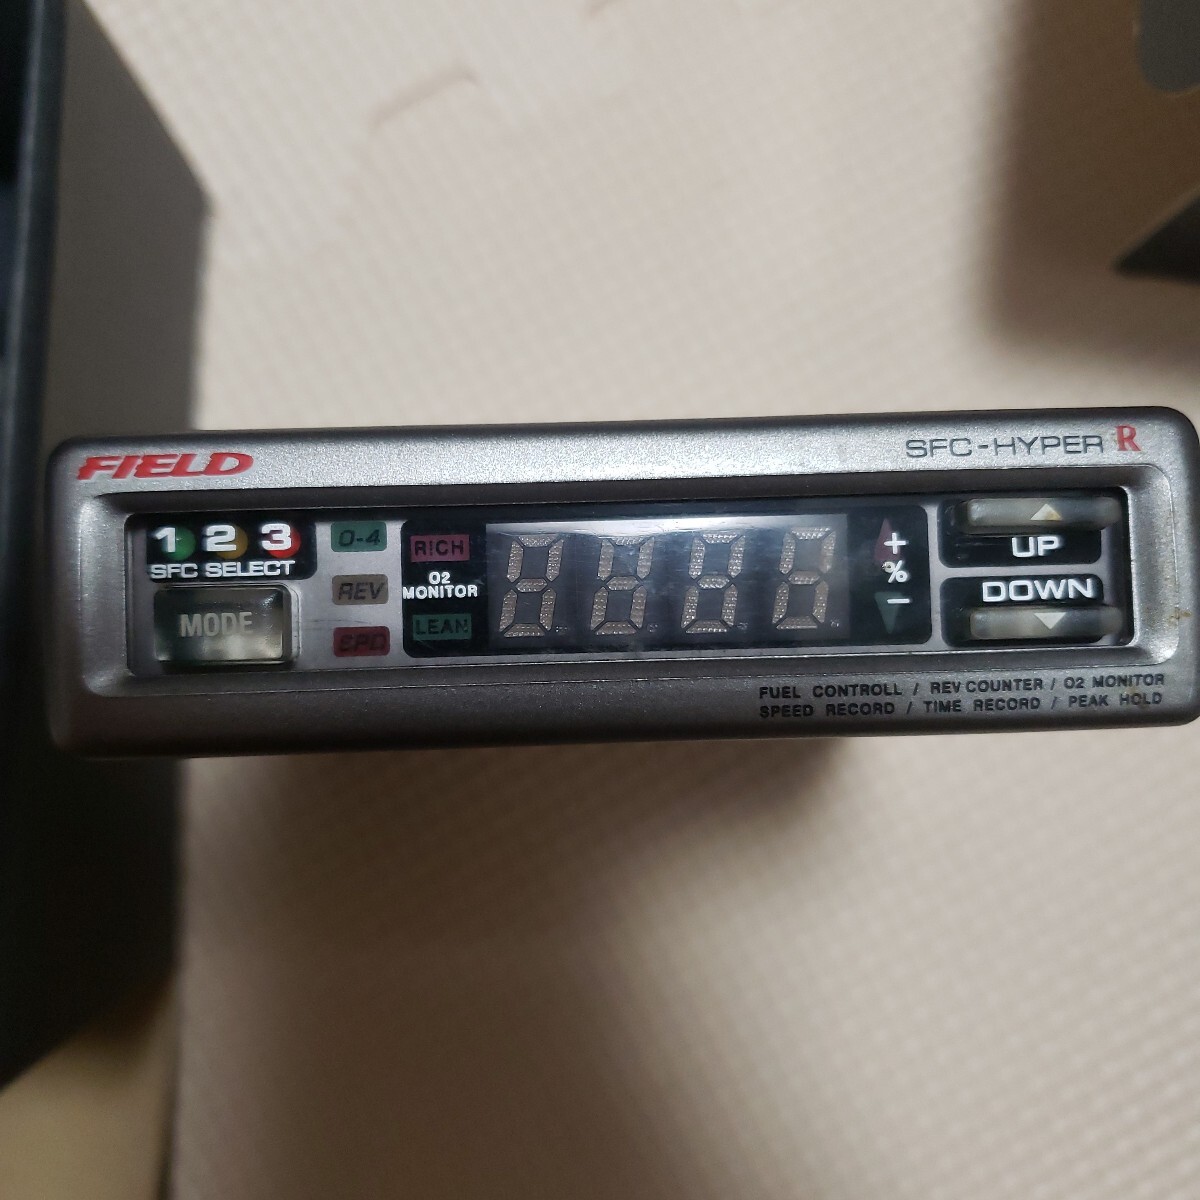 FIELD
SFC-HYPER R
1 2 3
SFC SELECT
MODE
0-4
REV
SPD
RICH
O2
MONITOR
LEAN
+
%
−
UP
DOWN
FUEL CONTROLL / REV COUNTER / O2 MONITOR
SPEED RECORD / TIME RECORD / PEAK HOLD